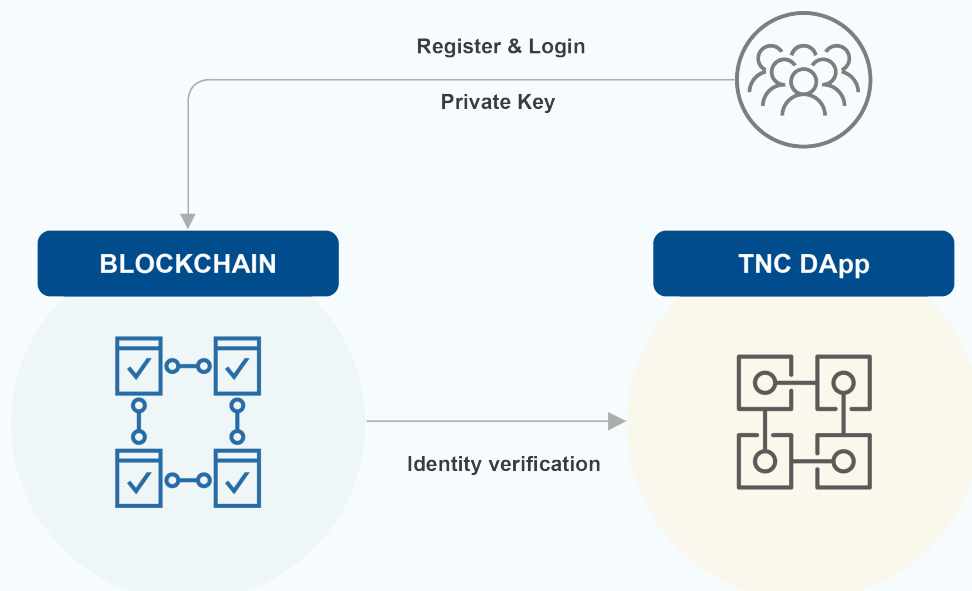 Register & Login
Private Key
BLOCKCHAIN
TNC DApp
Identity verification